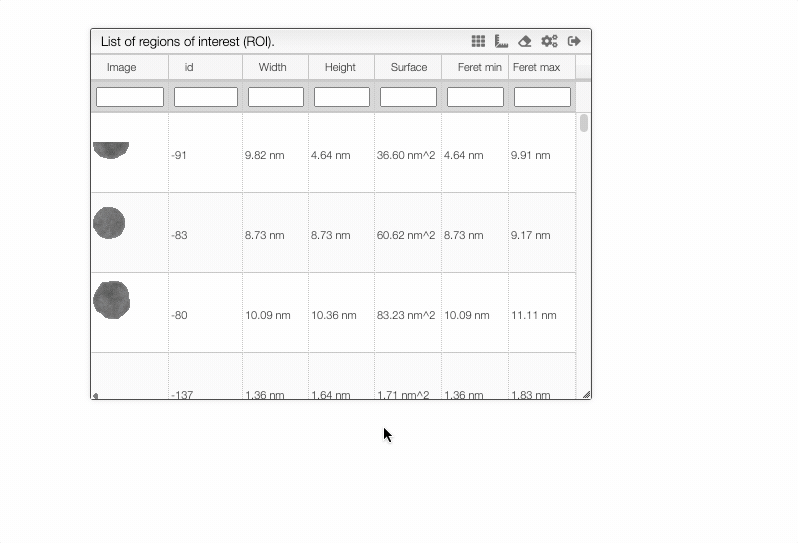 List of regions of interest (ROI).
Image id Width Height Surface Feret min Feret max
-91 9.82 nm 4.64 nm 36.60 nm^2 4.64 nm 9.91 nm
-83 8.73 nm 8.73 nm 60.62 nm^2 8.73 nm 9.17 nm
-80 10.09 nm 10.36 nm 83.23 nm^2 10.09 nm 11.11 nm
-137 1.36 nm 1.64 nm 1.71 nm^2 1.36 nm 1.83 nm